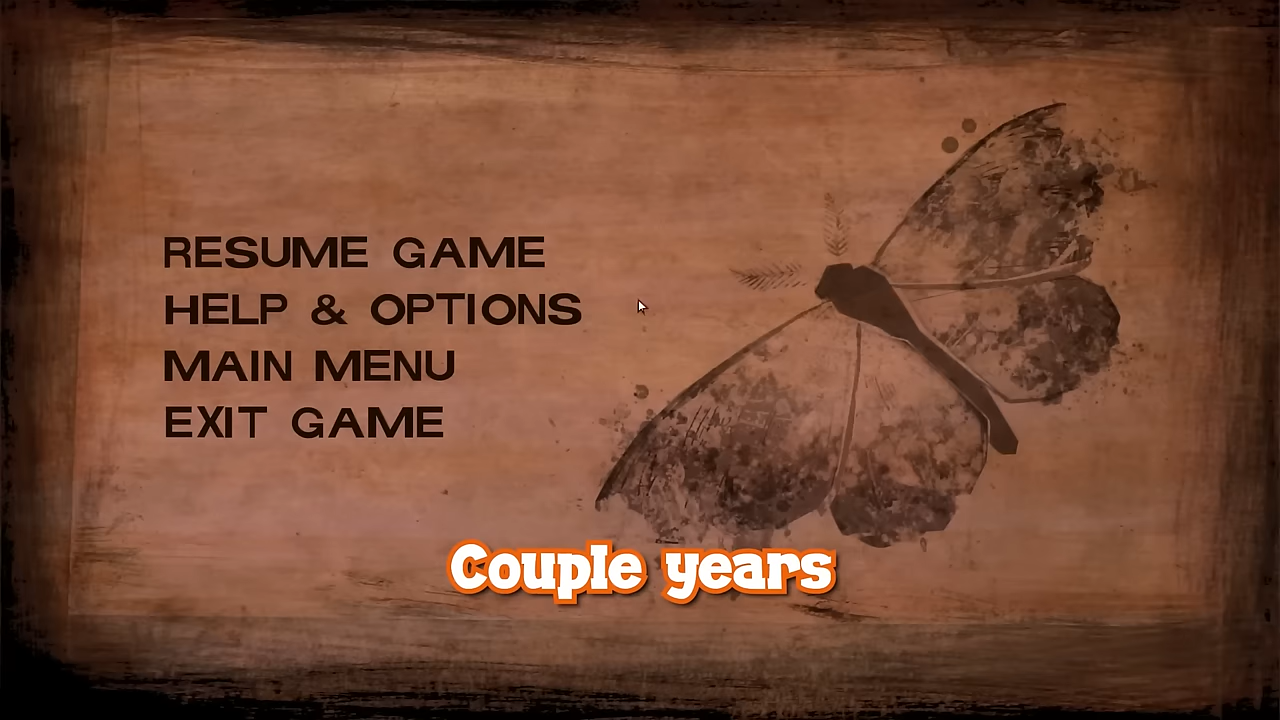 RESUME GAME
HELP & OPTIONS
MAIN MENU
EXIT GAME
Couple years